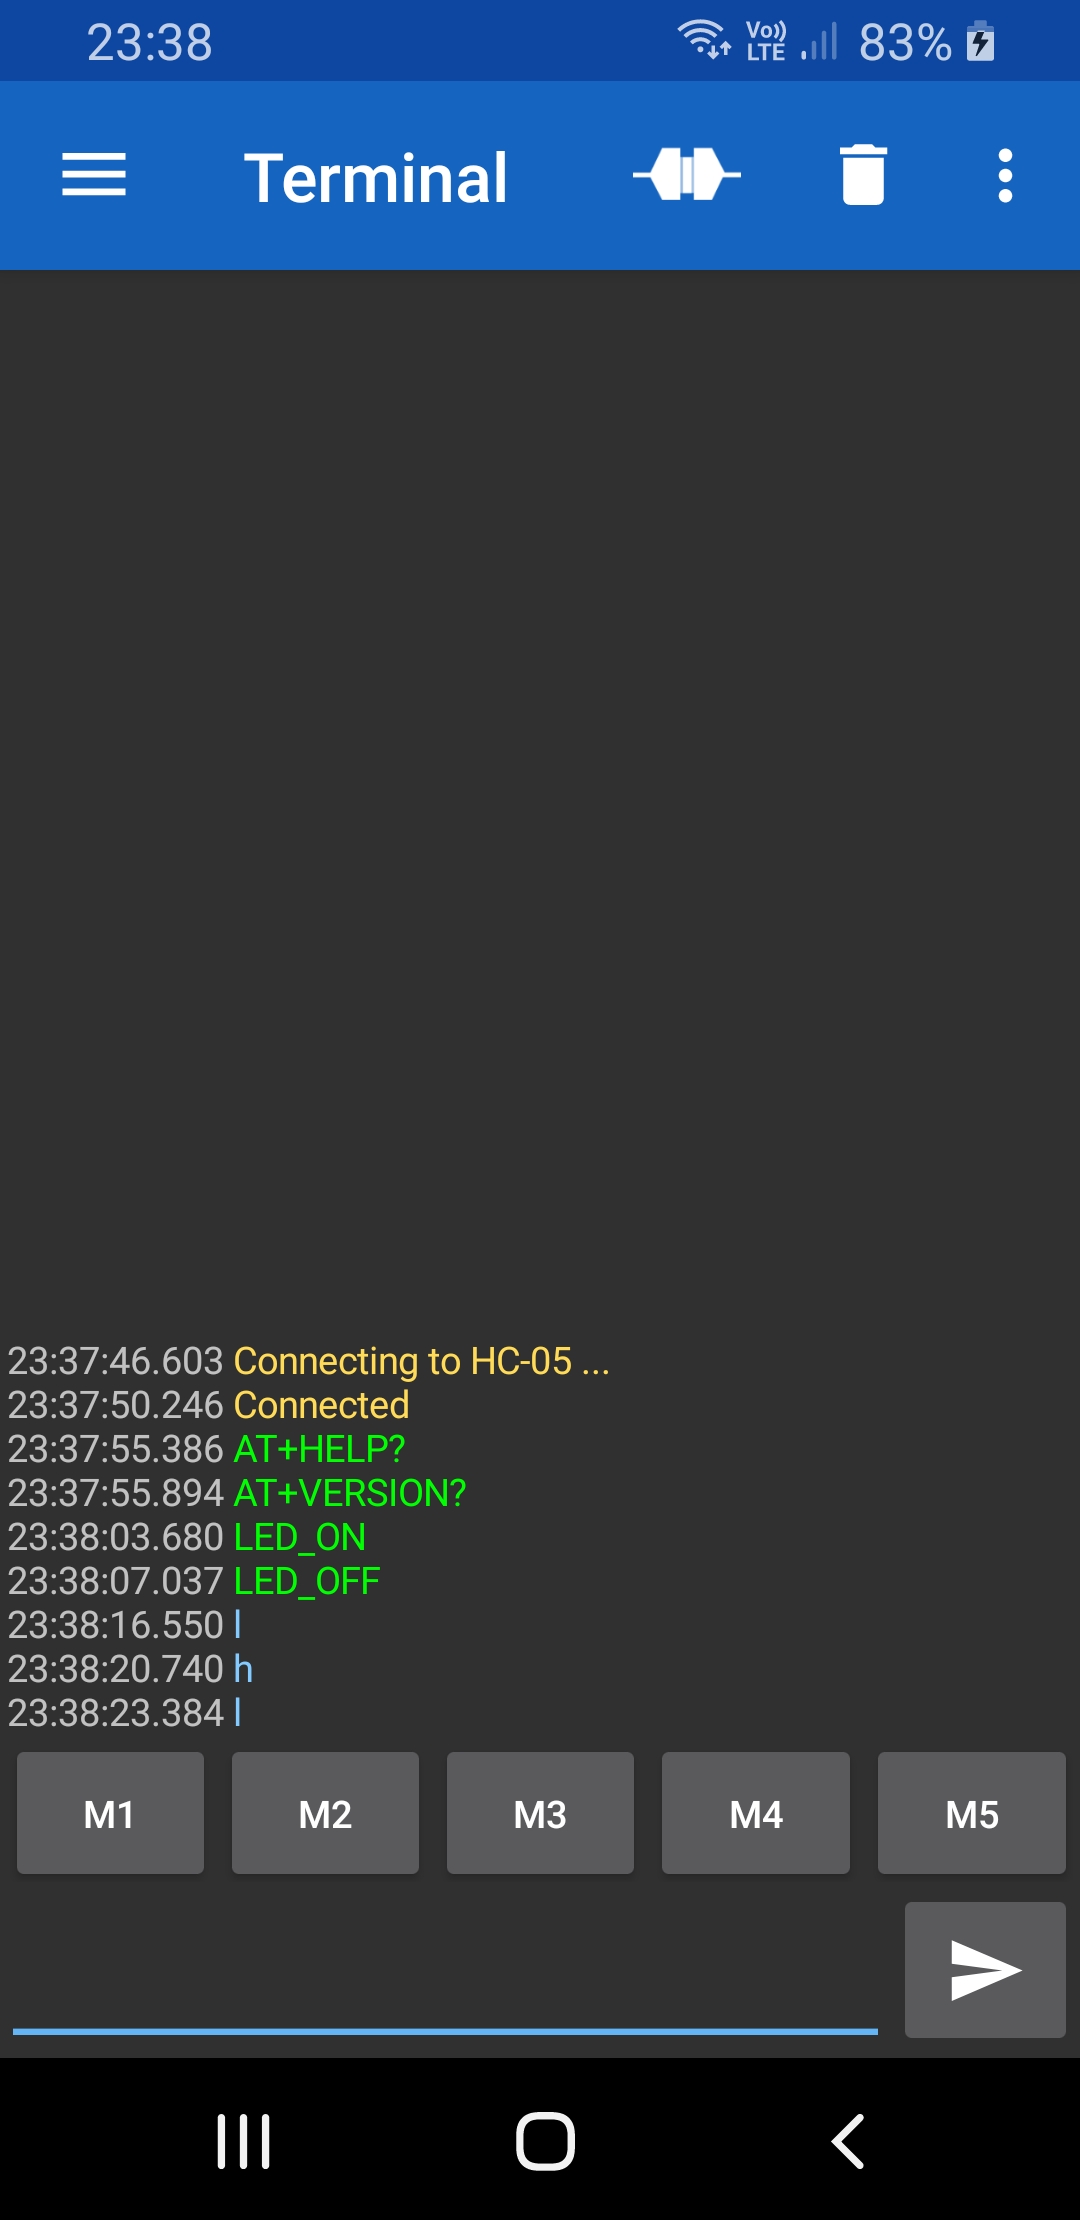 23:38 Vo)) LTE 83%
Terminal
23:37:46.603 Connecting to HC-05 ...
23:37:50.246 Connected
23:37:55.386 AT+HELP?
23:37:55.894 AT+VERSION?
23:38:03.680 LED_ON
23:38:07.037 LED_OFF
23:38:16.550 l
23:38:20.740 h
23:38:23.384 l
M1 M2 M3 M4 M5